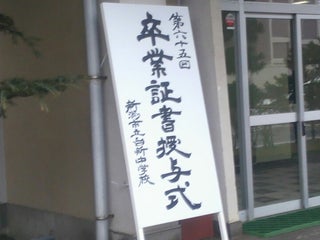 第六十五回
卒業証書授与式
新潟市立白新中学校